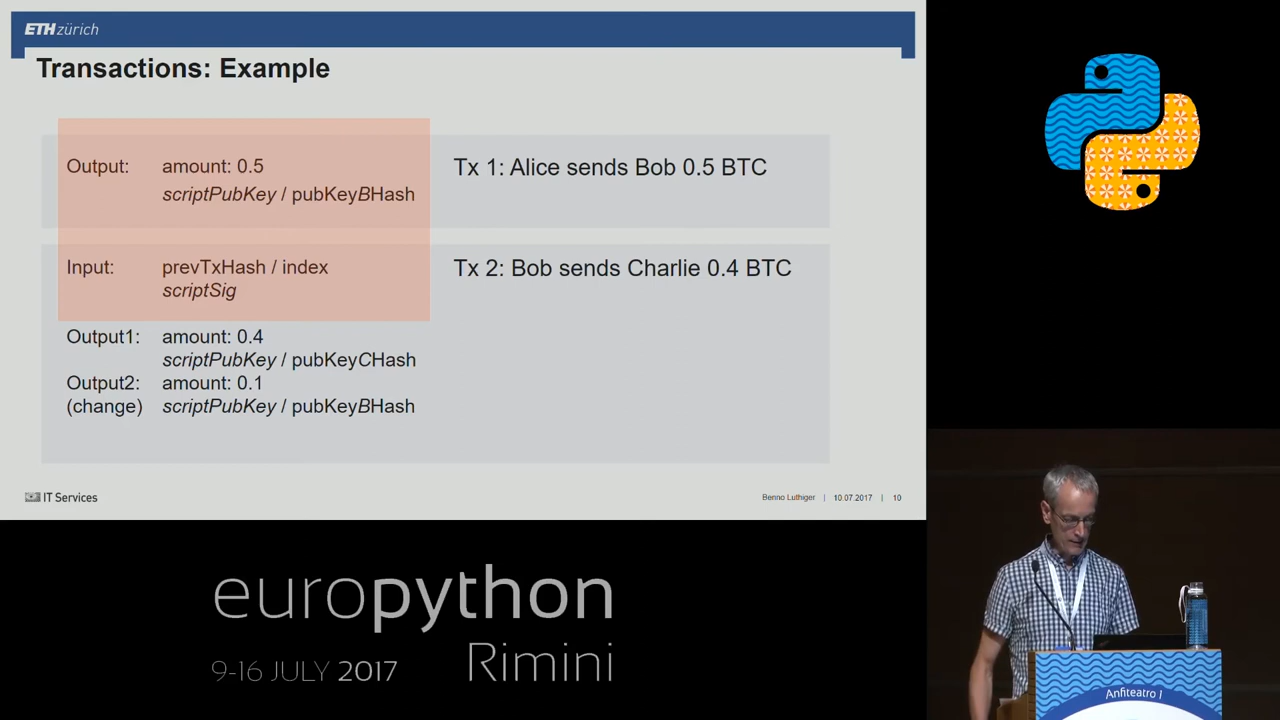 ETH zürich
Transactions: Example
Output: amount: 0.5 Tx 1: Alice sends Bob 0.5 BTC
scriptPubKey / pubKeyBHash
Input: prevTxHash / index Tx 2: Bob sends Charlie 0.4 BTC
scriptSig
Output1: amount: 0.4
scriptPubKey / pubKeyCHash
Output2: amount: 0.1
(change) scriptPubKey / pubKeyBHash
IT Services
Benno Luthiger | 10.07.2017 | 10
europython
9-16 JULY 2017 Rimini
Anfiteatro 1